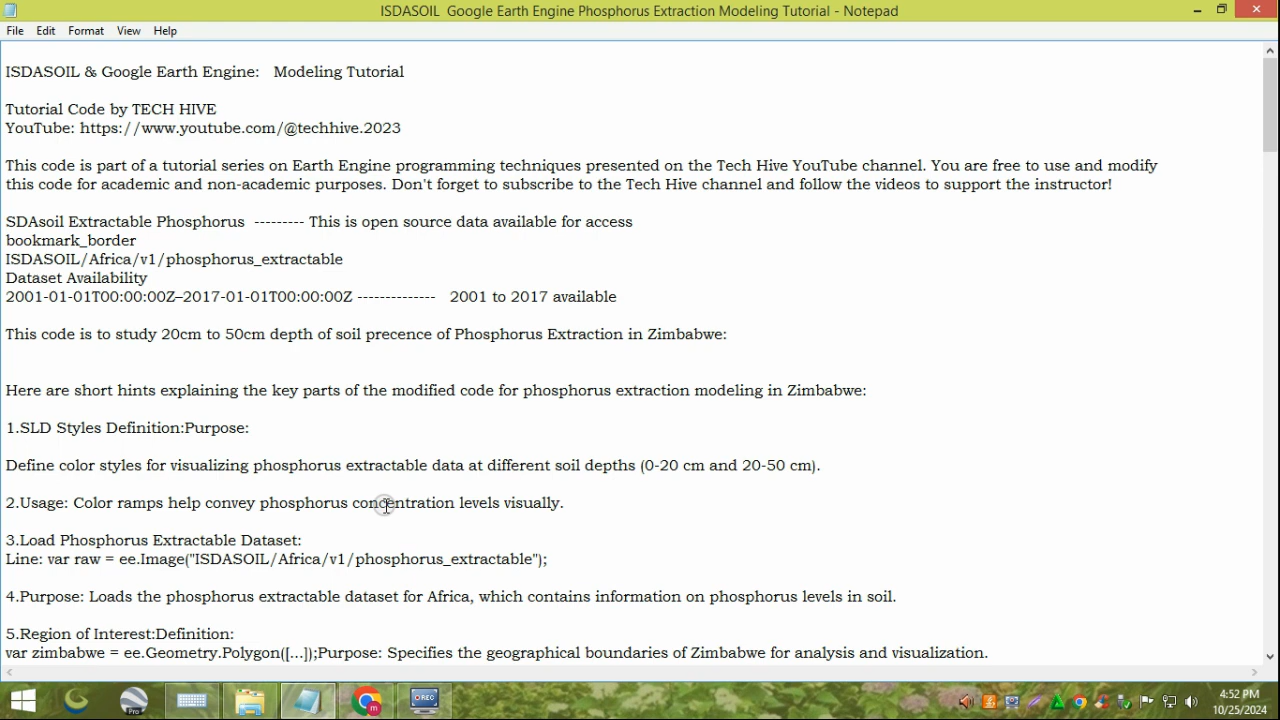 ISDASOIL  Google Earth Engine Phosphorus Extraction Modeling Tutorial - Notepad
File Edit Format View Help
ISDASOIL & Google Earth Engine:   Modeling Tutorial
Tutorial Code by TECH HIVE
YouTube: https://www.youtube.com/@techhive.2023
This code is part of a tutorial series on Earth Engine programming techniques presented on the Tech Hive YouTube channel. You are free to use and modify
this code for academic and non-academic purposes. Don't forget to subscribe to the Tech Hive channel and follow the videos to support the instructor!
SDAsoil Extractable Phosphorus  --------- This is open source data available for access
bookmark_border
ISDASOIL/Africa/v1/phosphorus_extractable
Dataset Availability
2001-01-01T00:00:00Z–2017-01-01T00:00:00Z --------------   2001 to 2017 available
This code is to study 20cm to 50cm depth of soil precence of Phosphorus Extraction in Zimbabwe:
Here are short hints explaining the key parts of the modified code for phosphorus extraction modeling in Zimbabwe:
1.SLD Styles Definition:Purpose:
Define color styles for visualizing phosphorus extractable data at different soil depths (0-20 cm and 20-50 cm).
2.Usage: Color ramps help convey phosphorus concentration levels visually.
3.Load Phosphorus Extractable Dataset:
Line: var raw = ee.Image("ISDASOIL/Africa/v1/phosphorus_extractable");
4.Purpose: Loads the phosphorus extractable dataset for Africa, which contains information on phosphorus levels in soil.
5.Region of Interest:Definition:
var zimbabwe = ee.Geometry.Polygon([...]);Purpose: Specifies the geographical boundaries of Zimbabwe for analysis and visualization.
Pro
m
REC
4:52 PM
10/25/2024